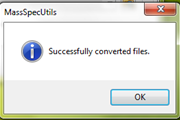 MassSpecUtils
Successfully converted files.
OK